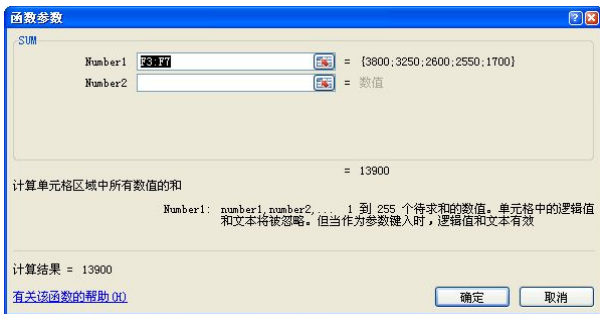 函数参数
SUM
Number1 F3:F7 = {3800;3250;2600;2550;1700}
Number2 = 数值
= 13900
计算单元格区域中所有数值的和
Number1: number1,number2,... 1 到 255 个待求和的数值。单元格中的逻辑值
和文本将被忽略。但当作为参数键入时，逻辑值和文本有效
计算结果 = 13900
有关该函数的帮助(H)
确定 取消